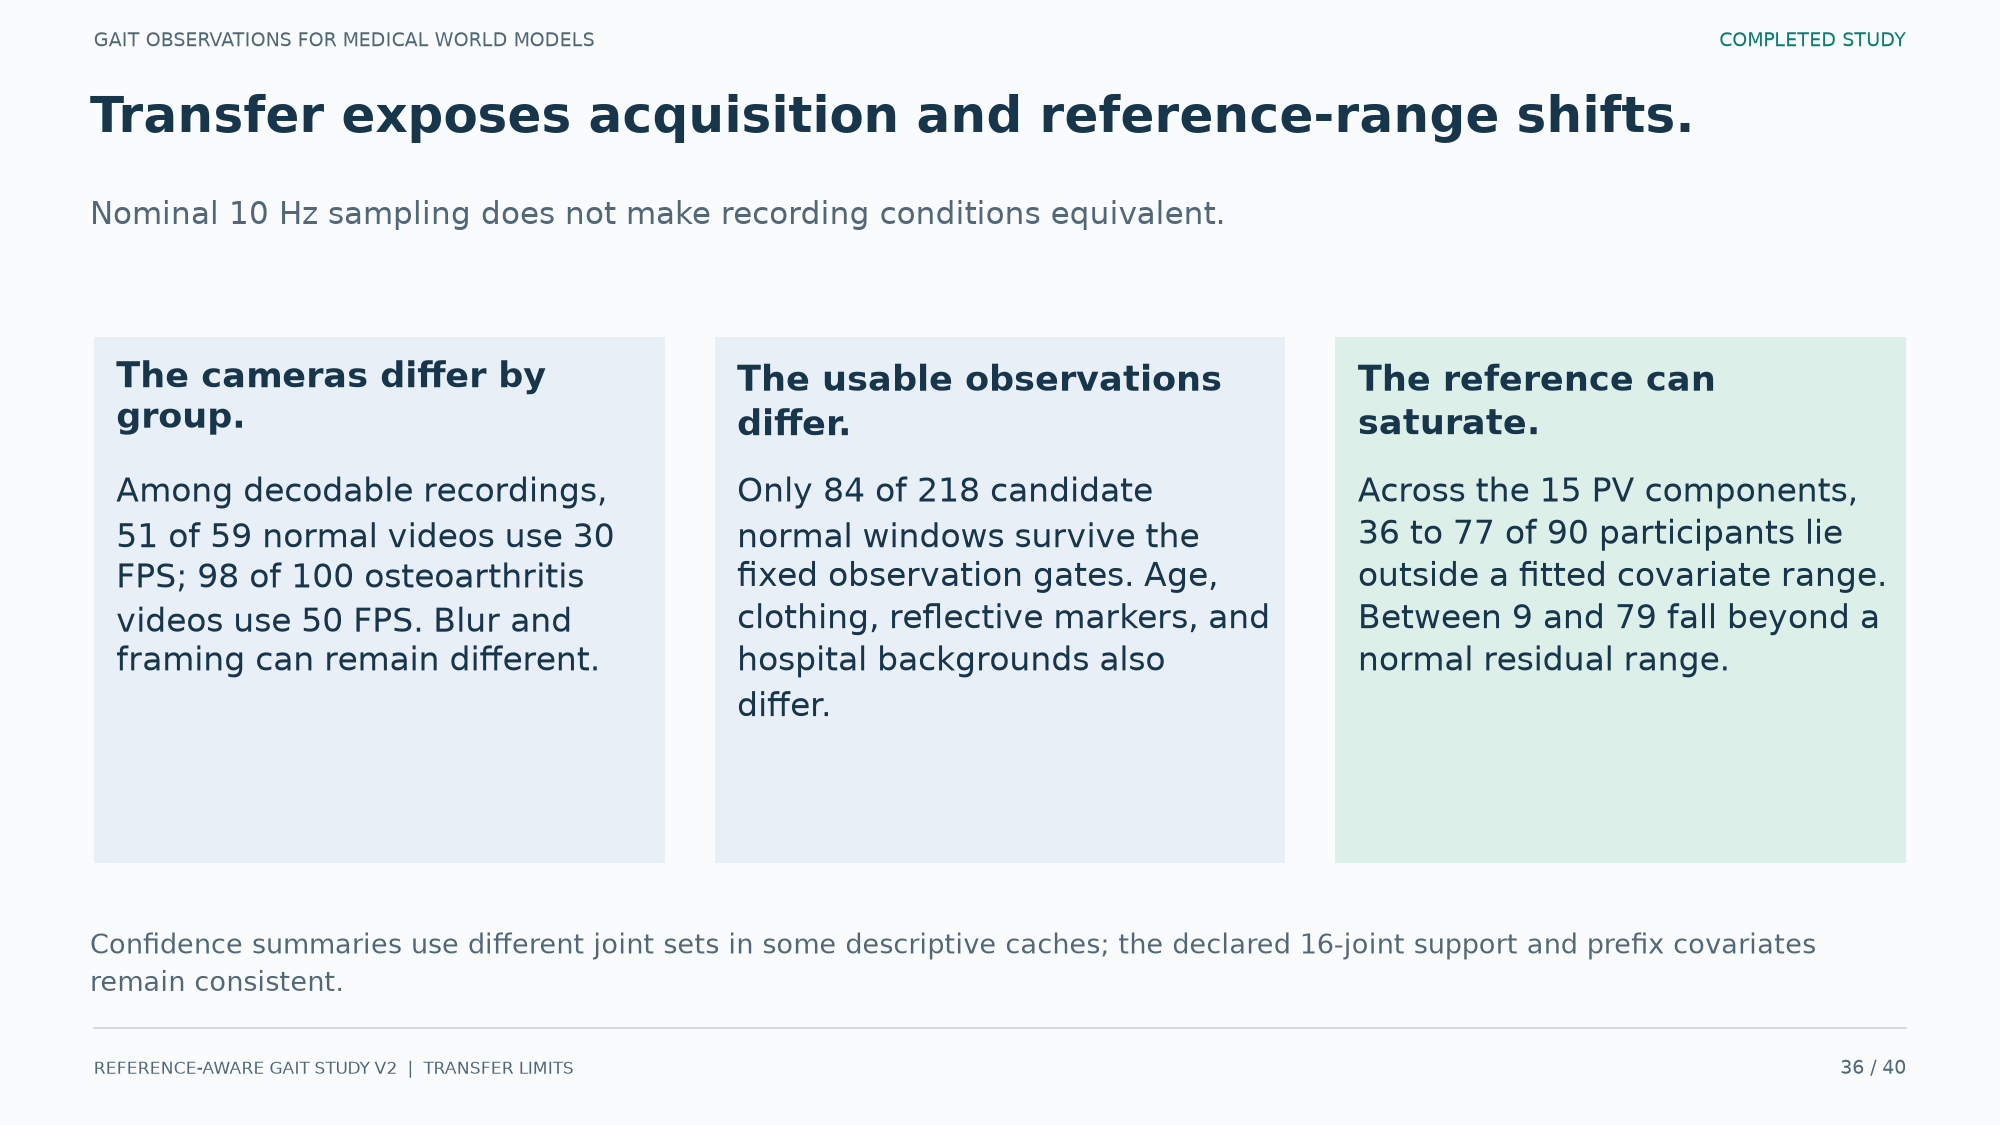 GAIT OBSERVATIONS FOR MEDICAL WORLD MODELS
COMPLETED STUDY
Transfer exposes acquisition and reference-range shifts.
Nominal 10 Hz sampling does not make recording conditions equivalent.
The cameras differ by
group.
Among decodable recordings,
51 of 59 normal videos use 30
FPS; 98 of 100 osteoarthritis
videos use 50 FPS. Blur and
framing can remain different.
The usable observations
differ.
Only 84 of 218 candidate
normal windows survive the
fixed observation gates. Age,
clothing, reflective markers, and
hospital backgrounds also
differ.
The reference can
saturate.
Across the 15 PV components,
36 to 77 of 90 participants lie
outside a fitted covariate range.
Between 9 and 79 fall beyond a
normal residual range.
Confidence summaries use different joint sets in some descriptive caches; the declared 16-joint support and prefix covariates
remain consistent.
REFERENCE-AWARE GAIT STUDY V2 | TRANSFER LIMITS
36 / 40